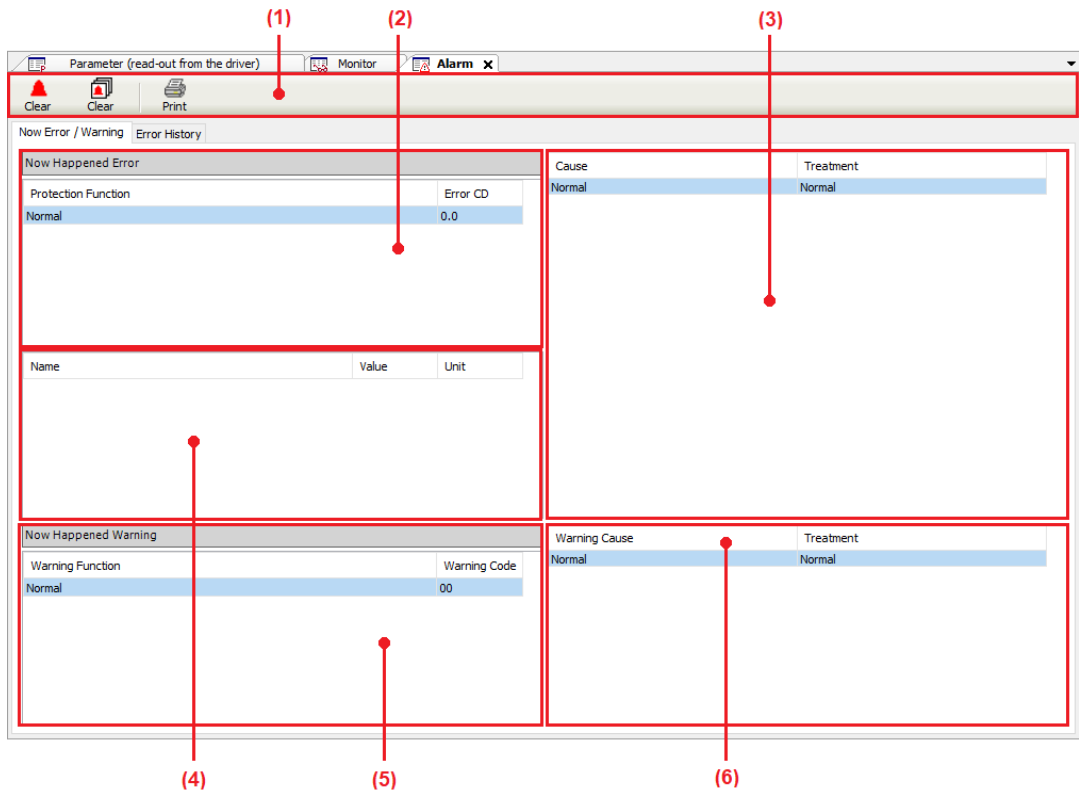 (1) (2) (3)
Parameter (read-out from the driver) Monitor Alarm x
Clear Clear Print
Now Error / Warning Error History
Now Happened Error
Protection Function Error CD
Normal 0.0
Cause Treatment
Normal Normal
Name Value Unit
Now Happened Warning
Warning Function Warning Code
Normal 00
Warning Cause Treatment
Normal Normal
(4) (5) (6)